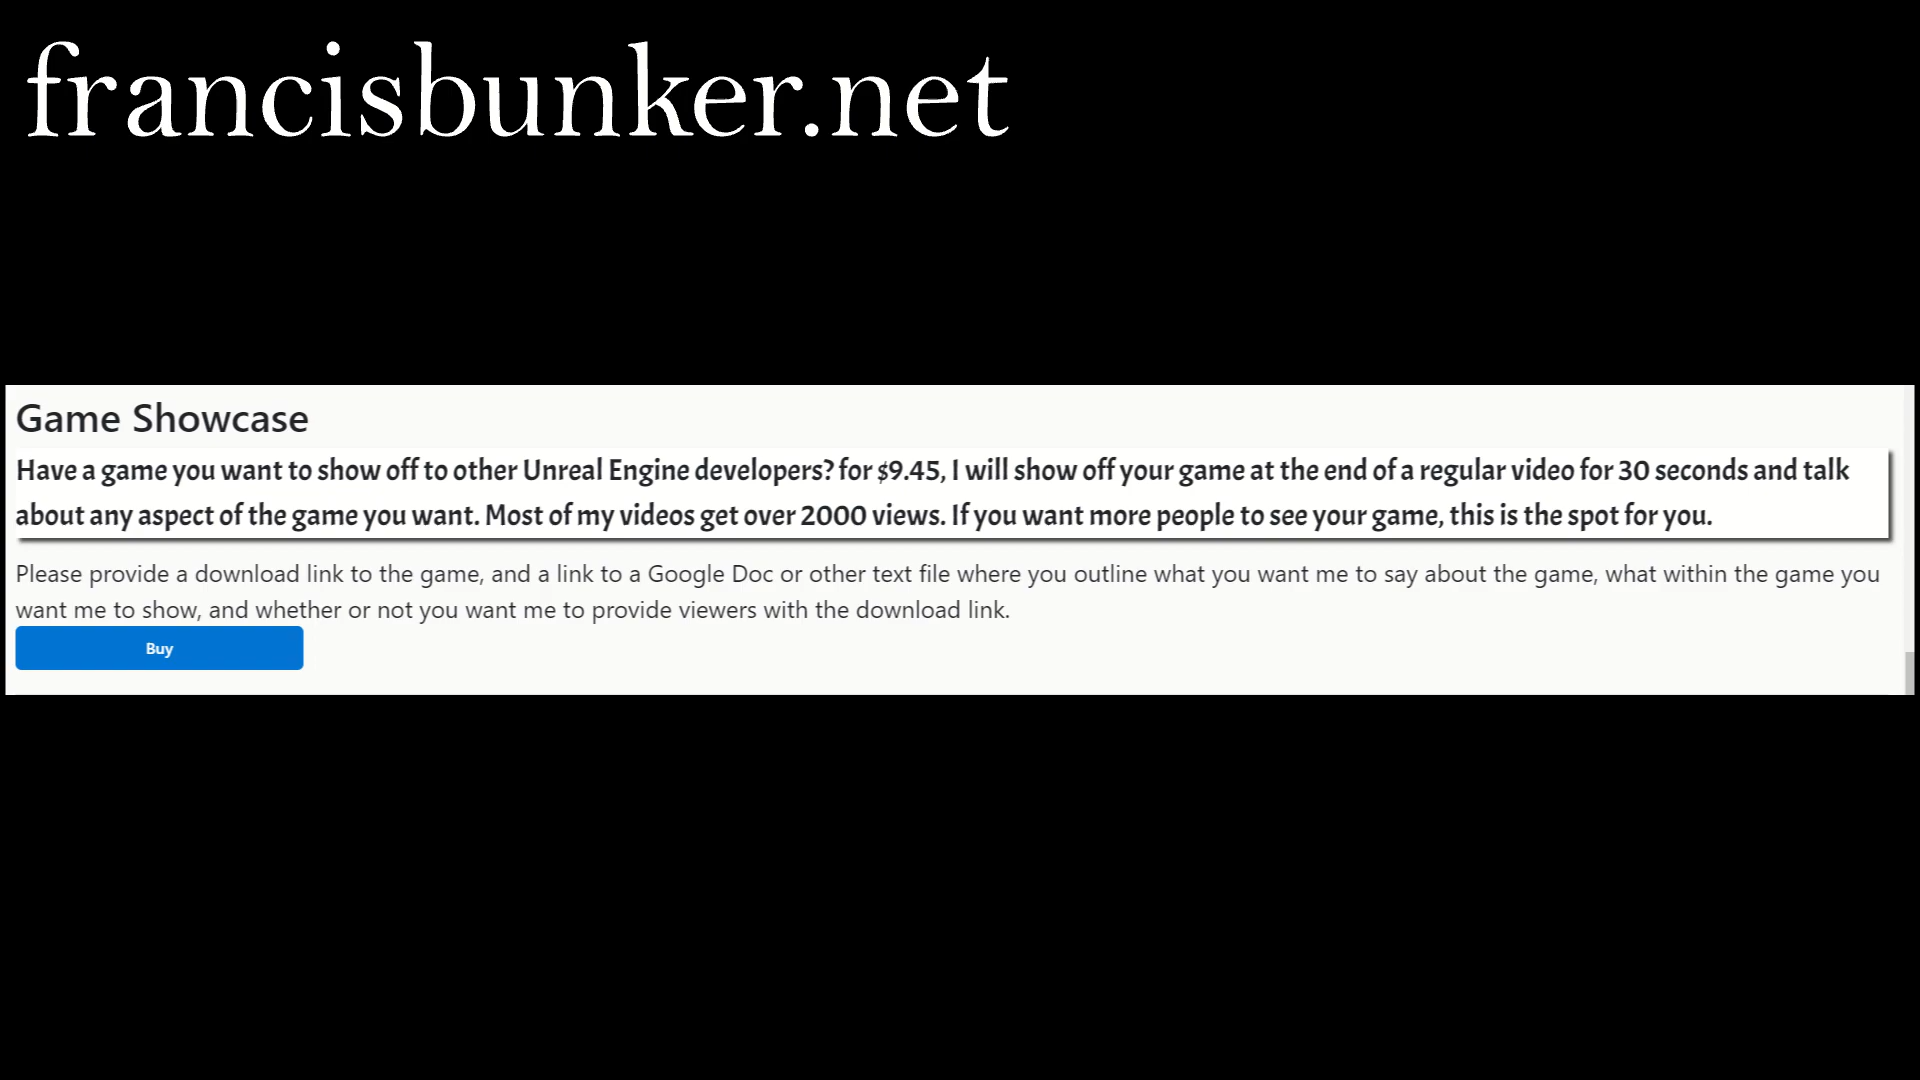 francisbunker.net
Game Showcase
Have a game you want to show off to other Unreal Engine developers? for $9.45, I will show off your game at the end of a regular video for 30 seconds and talk
about any aspect of the game you want. Most of my videos get over 2000 views. If you want more people to see your game, this is the spot for you.
Please provide a download link to the game, and a link to a Google Doc or other text file where you outline what you want me to say about the game, what within the game you
want me to show, and whether or not you want me to provide viewers with the download link.
Buy